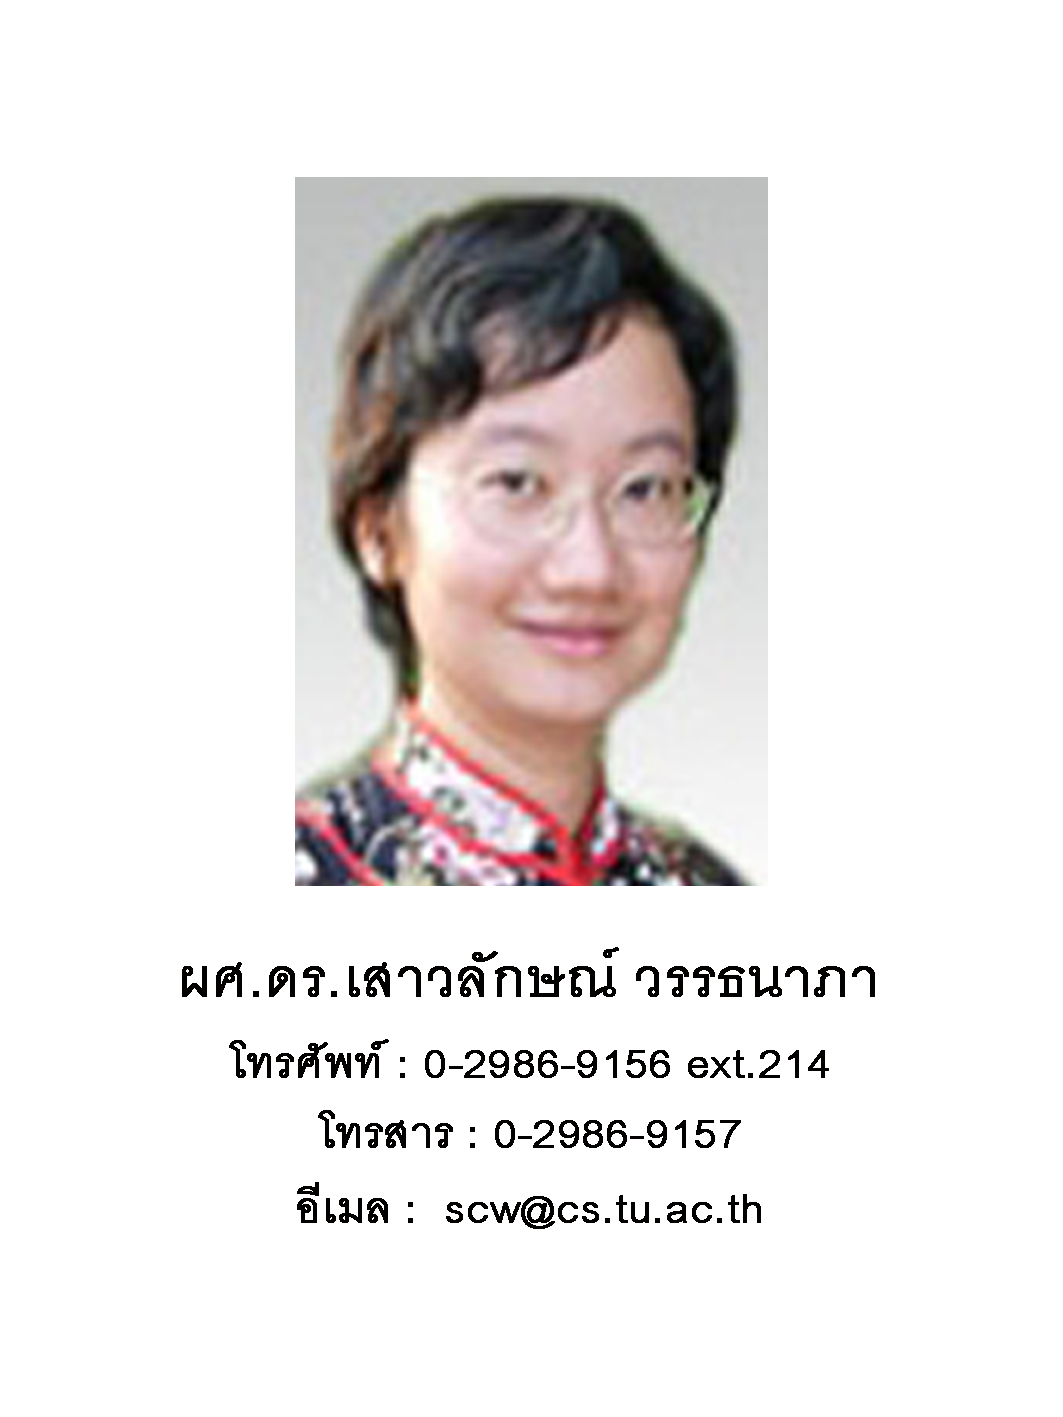 ผศ.ดร.เสาวลักษณ์ วรรธนาภา
โทรศัพท์ : 0-2986-9156 ext.214
โทรสาร : 0-2986-9157
อีเมล : scw@cs.tu.ac.th